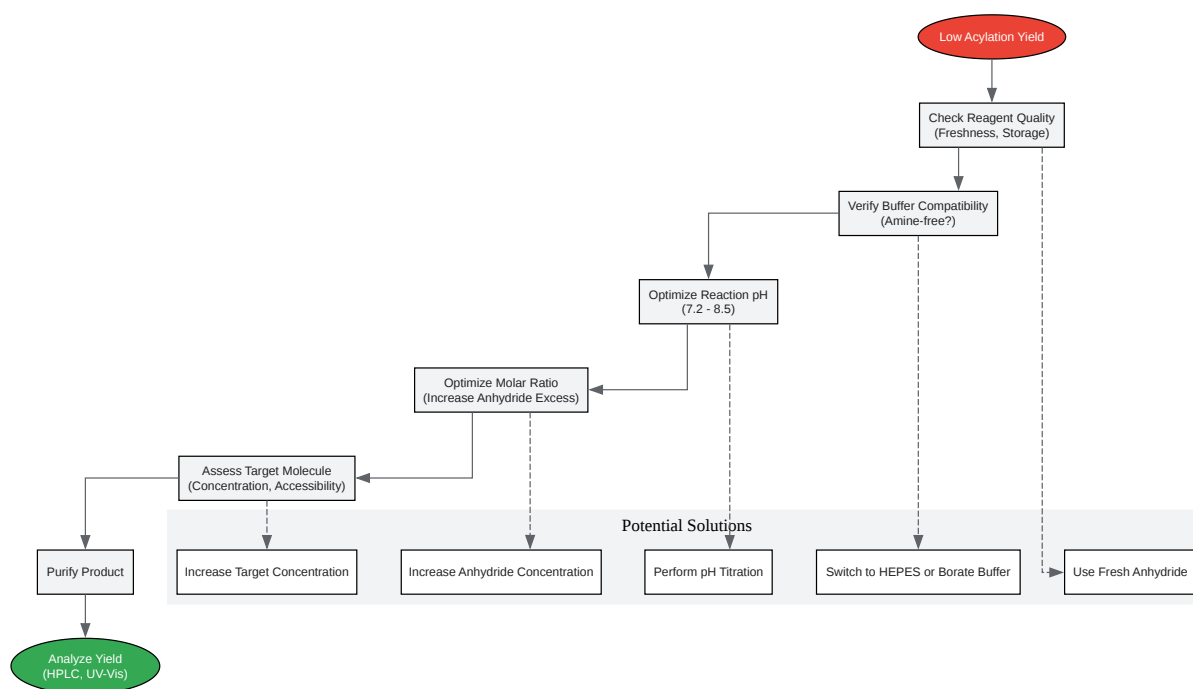 Low Acylation Yield
Check Reagent Quality
(Freshness, Storage)
Verify Buffer Compatibility
(Amine-free?)
Optimize Reaction pH
(7.2 - 8.5)
Optimize Molar Ratio
(Increase Anhydride Excess)
Assess Target Molecule
(Concentration, Accessibility)
Potential Solutions
Purify Product
Increase Target Concentration
Increase Anhydride Concentration
Perform pH Titration
Switch to HEPES or Borate Buffer
Use Fresh Anhydride
Analyze Yield
(HPLC, UV-Vis)